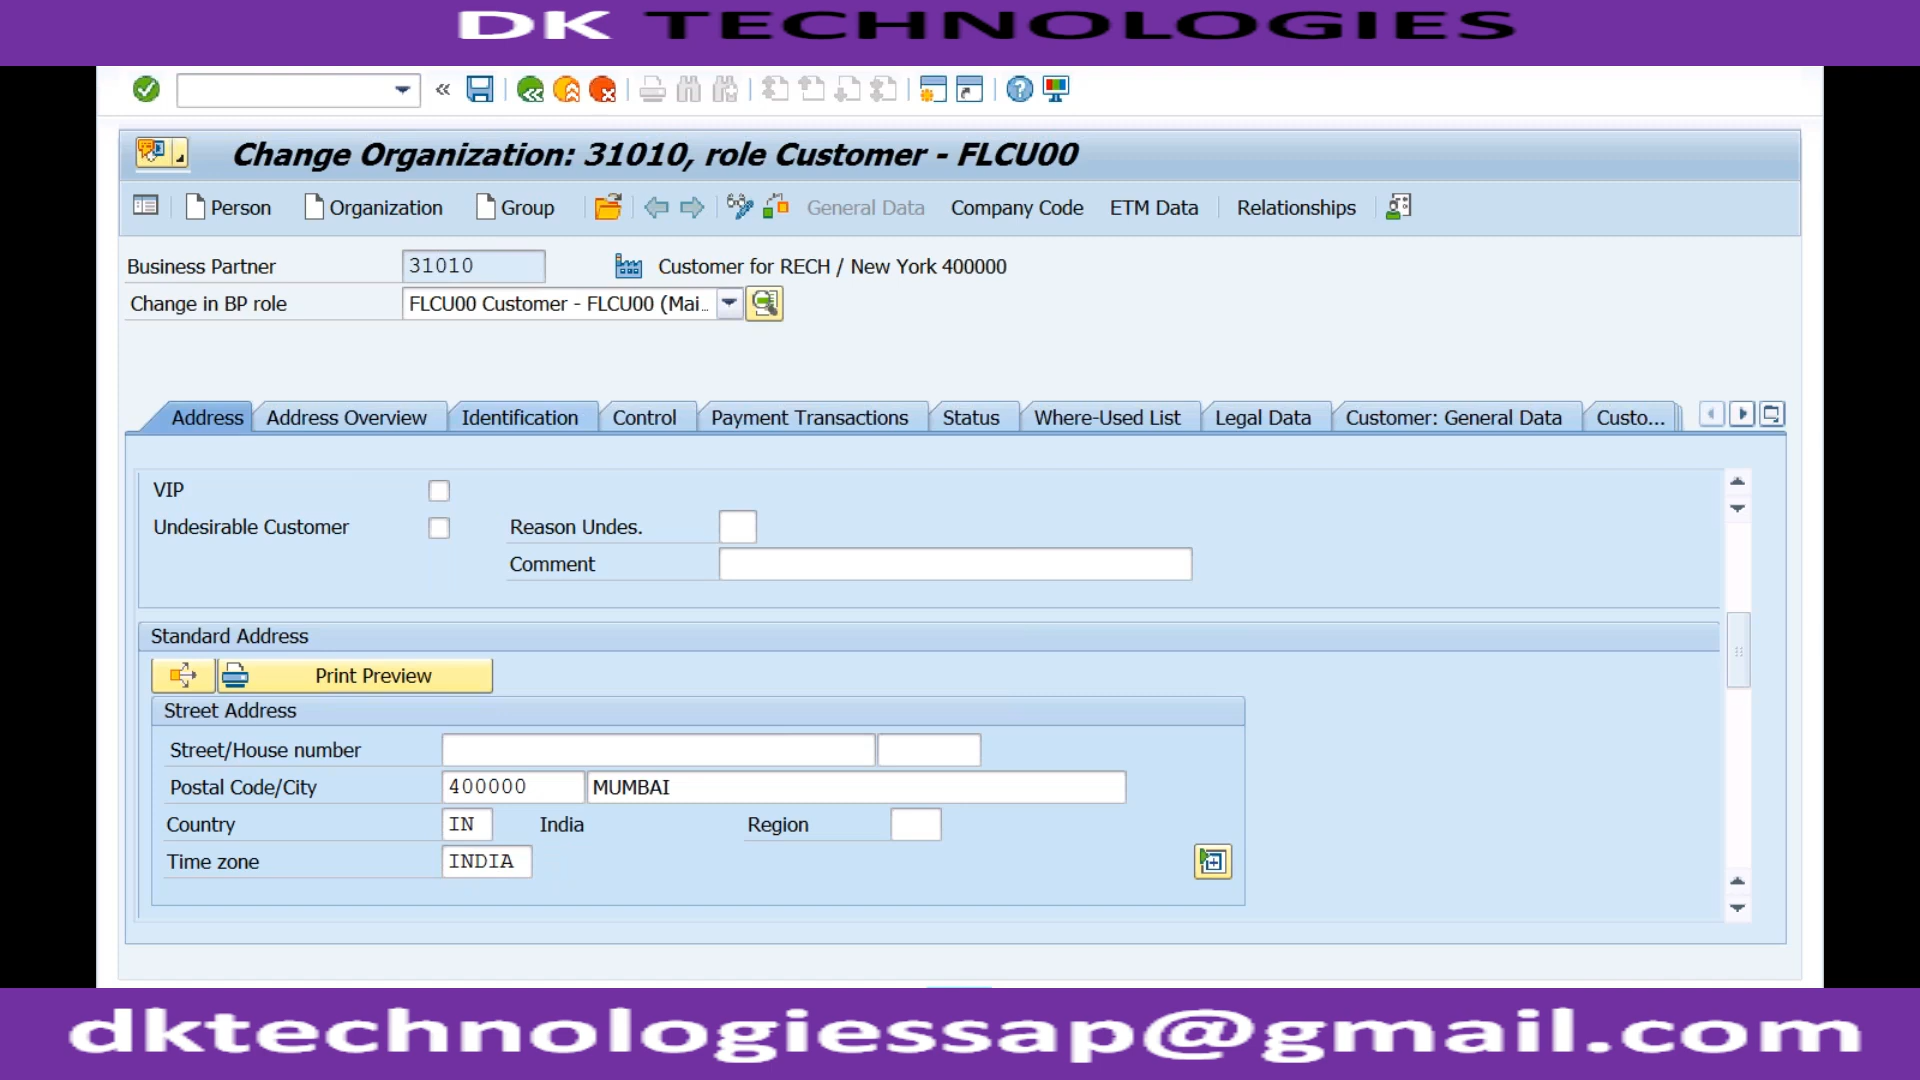 DK TECHNOLOGIES
Change Organization: 31010, role Customer - FLCU00
Person Organization Group General Data Company Code ETM Data Relationships
Business Partner 31010 Customer for RECH / New York 400000
Change in BP role FLCU00 Customer - FLCU00 (Mai...
Address Address Overview Identification Control Payment Transactions Status Where-Used List Legal Data Customer: General Data Custo...
VIP
Undesirable Customer Reason Undes.
Comment
Standard Address
Print Preview
Street Address
Street/House number
Postal Code/City 400000 MUMBAI
Country IN India Region
Time zone INDIA
dktechnologiessap@gmail.com